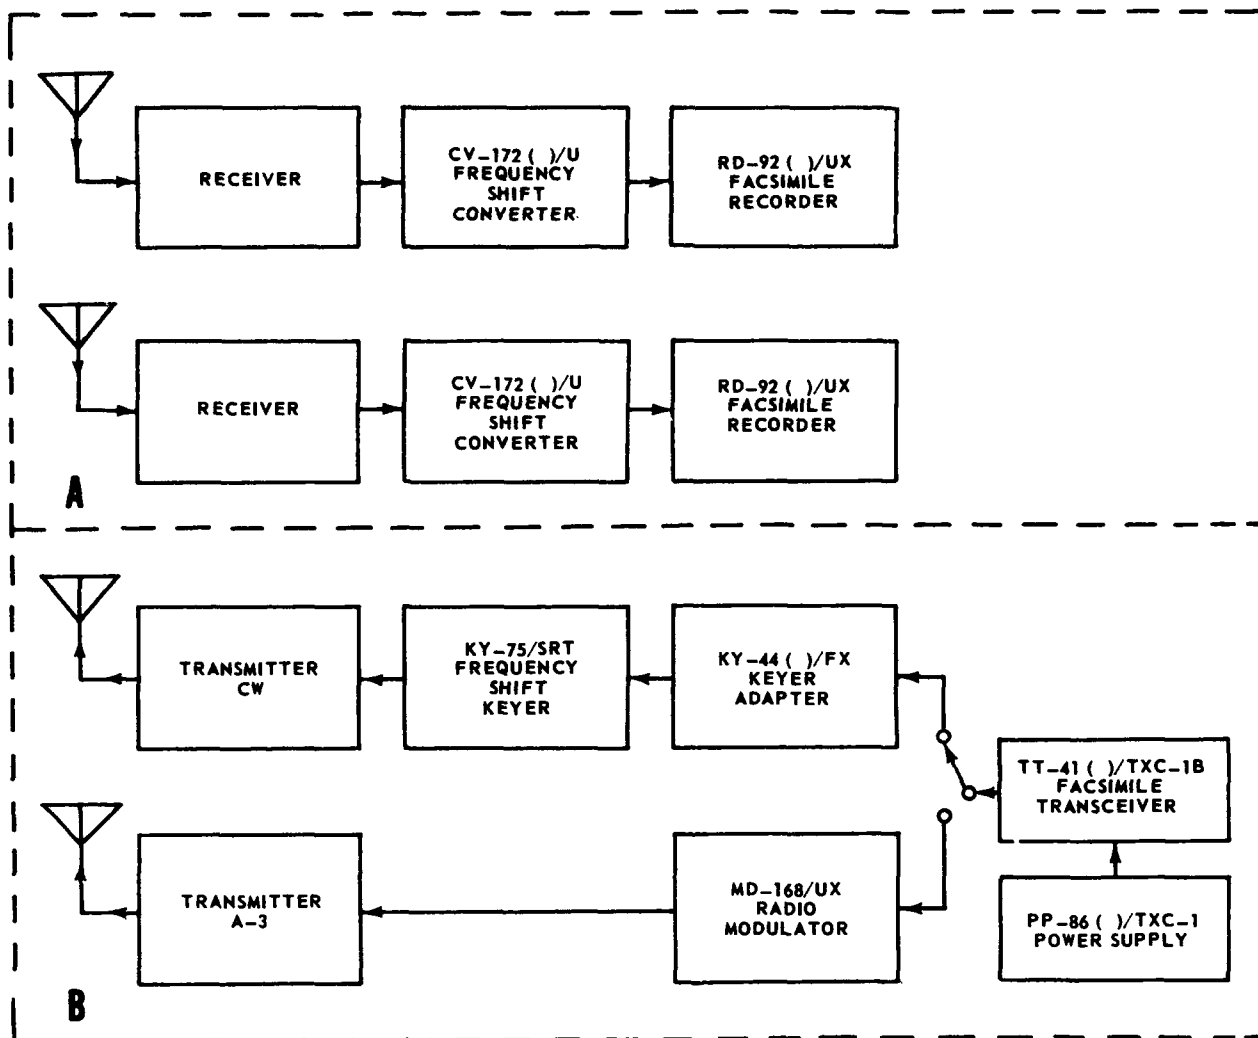 RECEIVER
CV-172 ( )/U
FREQUENCY
SHIFT
CONVERTER
RD-92 ( )/UX
FACSIMILE
RECORDER
RECEIVER
CV-172 ( )/U
FREQUENCY
SHIFT
CONVERTER
RD-92 ( )/UX
FACSIMILE
RECORDER
A
TRANSMITTER
CW
KY-75/SRT
FREQUENCY
SHIFT
KEYER
KY-44 ( )/FX
KEYER
ADAPTER
TT-41 ( )/TXC-1B
FACSIMILE
TRANSCEIVER
TRANSMITTER
A-3
MD-168/UX
RADIO
MODULATOR
PP-86 ( )/TXC-1
POWER SUPPLY
B